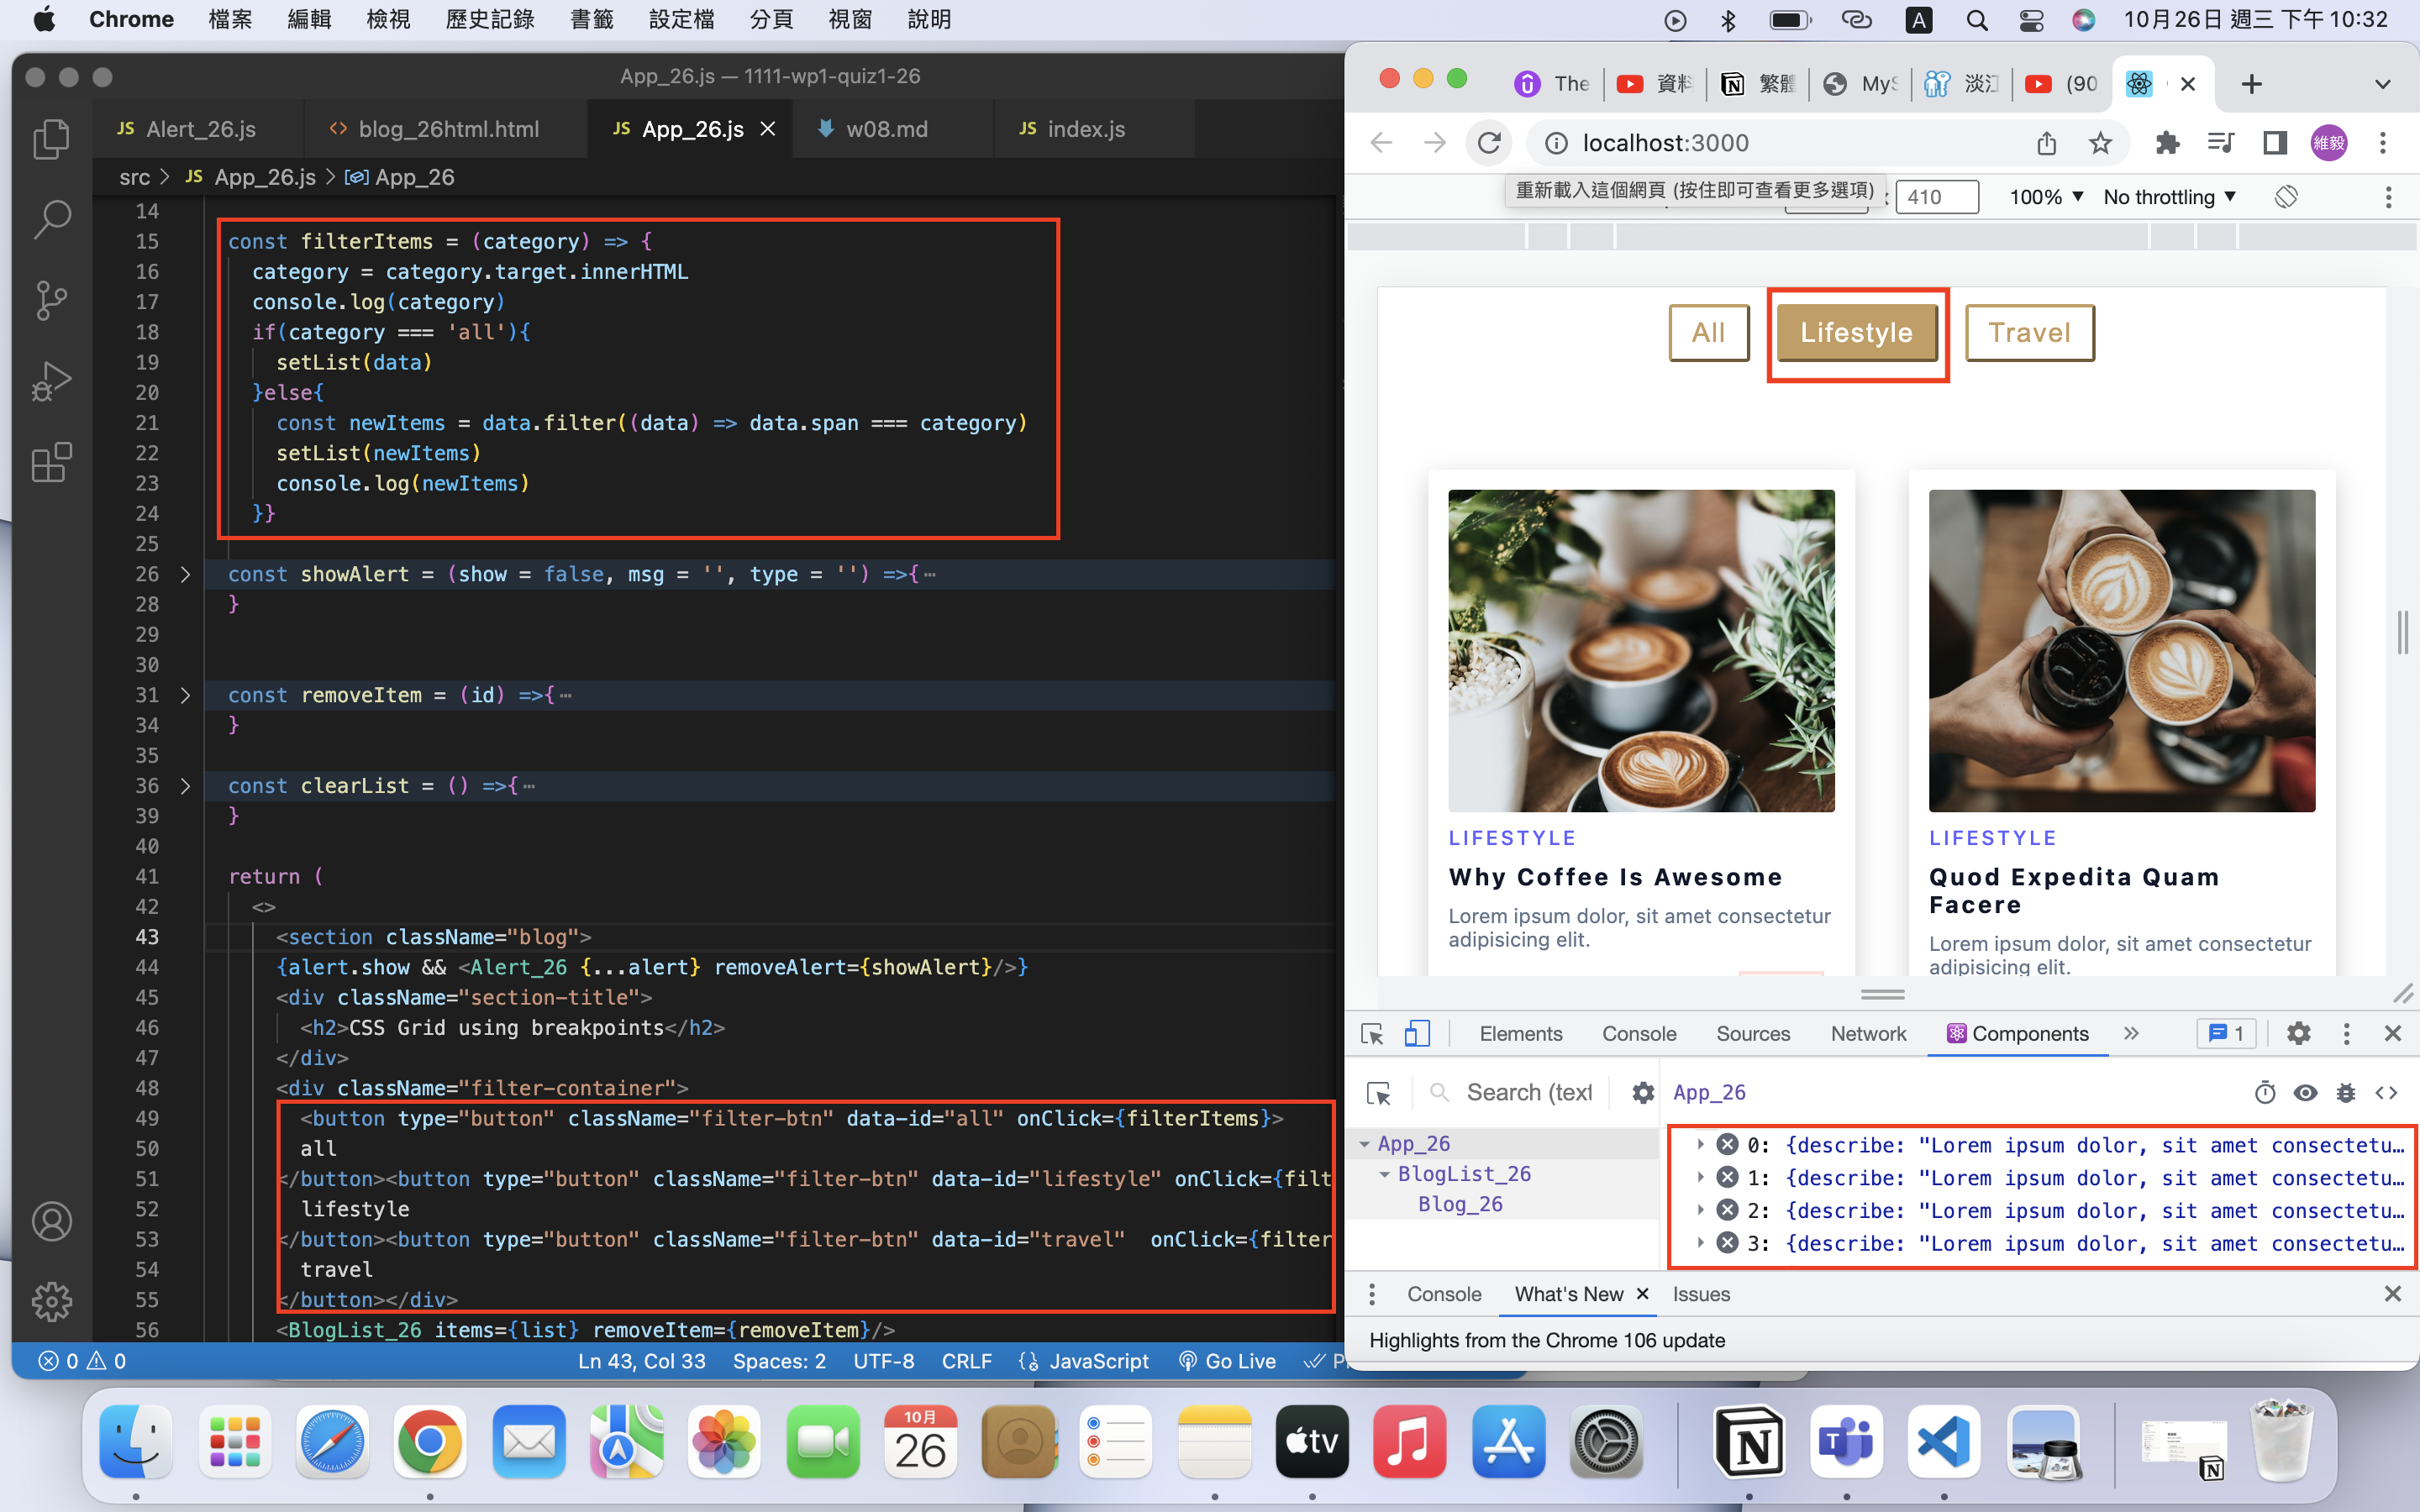 Chrome 檔案 編輯 檢視 歷史記錄 書籤 設定檔 分頁 視窗 說明
A
10月26日 週三 下午 10:32
App_26.js — 1111-wp1-quiz1-26
JS Alert_26.js
<> blog_26html.html
JS App_26.js
w08.md
JS index.js
src > JS App_26.js > App_26
14
15 const filterItems = (category) => {
16 category = category.target.innerHTML
17 console.log(category)
18 if(category === 'all'){
19 setList(data)
20 }else{
21 const newItems = data.filter((data) => data.span === category)
22 setList(newItems)
23 console.log(newItems)
24 }}
25
26 const showAlert = (show = false, msg = '', type = '') =>{⋯
28 }
29
30
31 const removeItem = (id) =>{⋯
34 }
35
36 const clearList = () =>{⋯
39 }
40
41 return (
42 <>
43 <section className="blog">
44 {alert.show && <Alert_26 {...alert} removeAlert={showAlert}/>}
45 <div className="section-title">
46 <h2>CSS Grid using breakpoints</h2>
47 </div>
48 <div className="filter-container">
49 <button type="button" className="filter-btn" data-id="all" onClick={filterItems}>
50 all
51 </button><button type="button" className="filter-btn" data-id="lifestyle" onClick={filt
52 lifestyle
53 </button><button type="button" className="filter-btn" data-id="travel"  onClick={filter
54 travel
55 </button></div>
56 <BlogList_26 items={list} removeItem={removeItem}/>
0 0
Ln 43, Col 33 Spaces: 2 UTF-8 CRLF JavaScript Go Live
The
資料
繁體
MyS
淡江
(90
localhost:3000
維毅
重新載入這個網頁 (按住即可查看更多選項)
410
100% ▼ No throttling ▼
All
Lifestyle
Travel
LIFESTYLE
Why Coffee Is Awesome
Lorem ipsum dolor, sit amet consectetur
adipisicing elit.
LIFESTYLE
Quod Expedita Quam
Facere
Lorem ipsum dolor, sit amet consectetur
adipisicing elit.
Elements Console Sources Network Components » 1
Search (text
App_26
App_26
BlogList_26
Blog_26
0: {describe: "Lorem ipsum dolor, sit amet consectetu…
1: {describe: "Lorem ipsum dolor, sit amet consectetu…
2: {describe: "Lorem ipsum dolor, sit amet consectetu…
3: {describe: "Lorem ipsum dolor, sit amet consectetu…
Console What's New Issues
Highlights from the Chrome 106 update
10月
26
tv